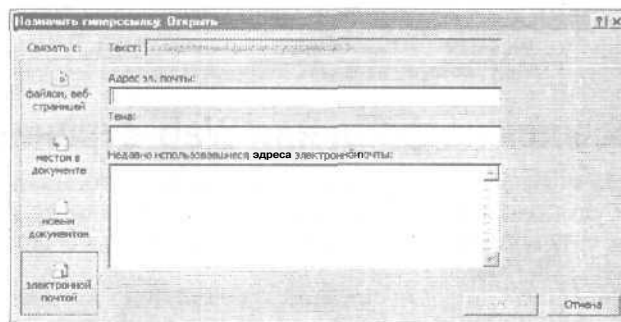 Назначить гиперссылку: Открыть
Связать с:
Текст:
файлом, веб-
страницей
местом в
документе
новым
документом
электронной
почтой
Адрес эл. почты:
Тема:
Недавно использовавшиеся адреса электронной почты:
Отмена